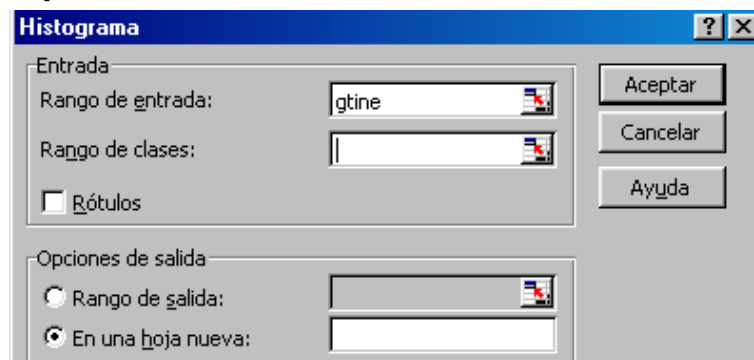 Histograma
Entrada
Rango de entrada: gtine
Rango de clases:
Rótulos
Aceptar
Cancelar
Ayuda
Opciones de salida
Rango de salida:
En una hoja nueva: